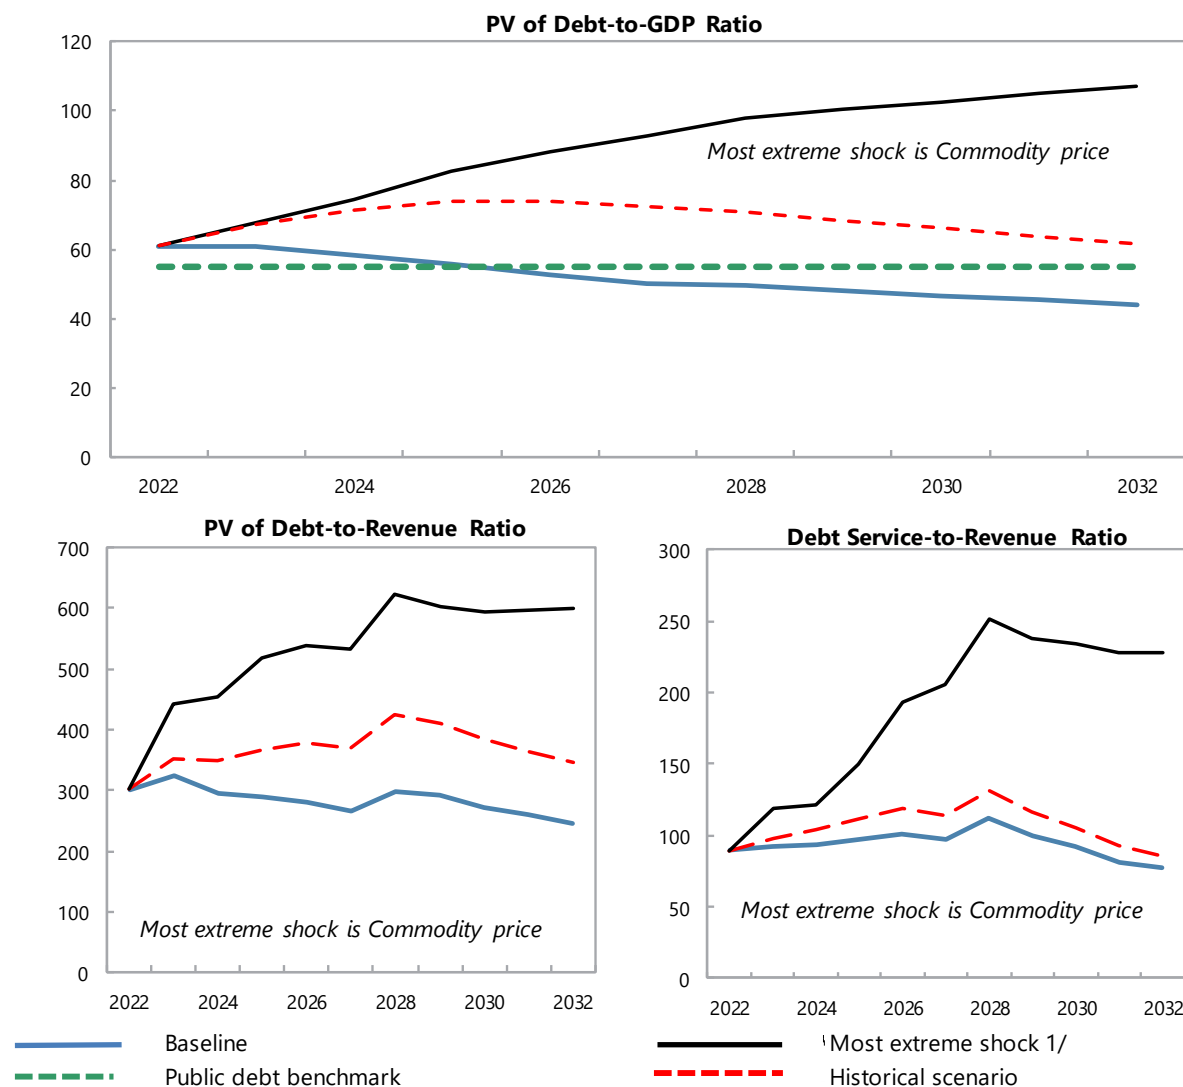 PV of Debt-to-GDP Ratio
120
100
80
60
40
20
0
Most extreme shock is Commodity price
2022 2024 2026 2028 2030 2032
PV of Debt-to-Revenue Ratio
700
600
500
400
300
200
100
0
Most extreme shock is Commodity price
2022 2024 2026 2028 2030 2032
Debt Service-to-Revenue Ratio
300
250
200
150
100
50
0
Most extreme shock is Commodity price
2022 2024 2026 2028 2030 2032
Baseline
Public debt benchmark
Most extreme shock 1/
Historical scenario